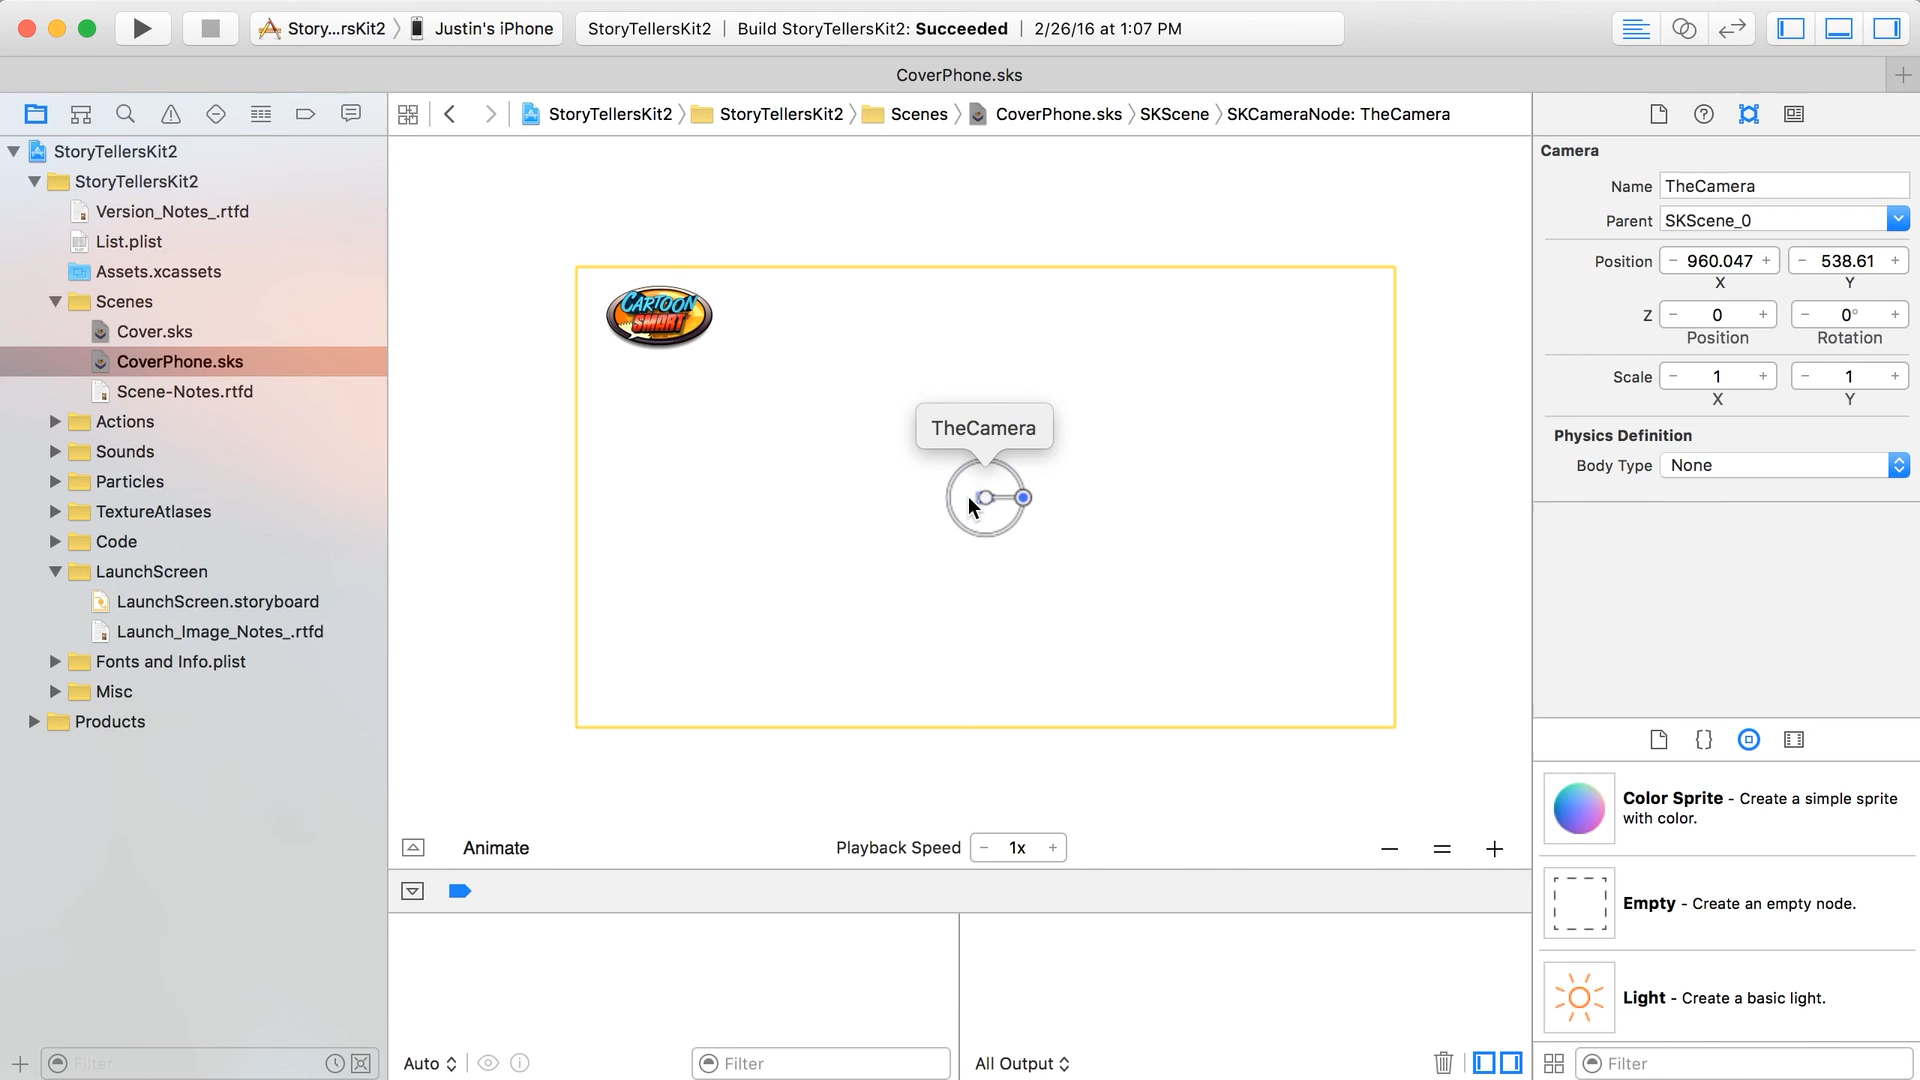 Story...rsKit2 Justin's iPhone
StoryTellersKit2 Build StoryTellersKit2: Succeeded 2/26/16 at 1:07 PM
CoverPhone.sks
StoryTellersKit2 StoryTellersKit2 Scenes CoverPhone.sks SKScene SKCameraNode: TheCamera
StoryTellersKit2
StoryTellersKit2
Version_Notes_.rtfd
List.plist
Assets.xcassets
Scenes
Cover.sks
CoverPhone.sks
Scene-Notes.rtfd
Actions
Sounds
Particles
TextureAtlases
Code
LaunchScreen
LaunchScreen.storyboard
Launch_Image_Notes_.rtfd
Fonts and Info.plist
Misc
Products
Filter
CARTOON
SMART
TheCamera
Animate
Playback Speed - 1x +
Auto
Filter
All Output
Camera
Name TheCamera
Parent SKScene_0
Position - 960.047 + - 538.61 +
X Y
Z - 0 + - 0° +
Position Rotation
Scale - 1 + - 1 +
X Y
Physics Definition
Body Type None
Color Sprite - Create a simple sprite
with color.
Empty - Create an empty node.
Light - Create a basic light.
Filter